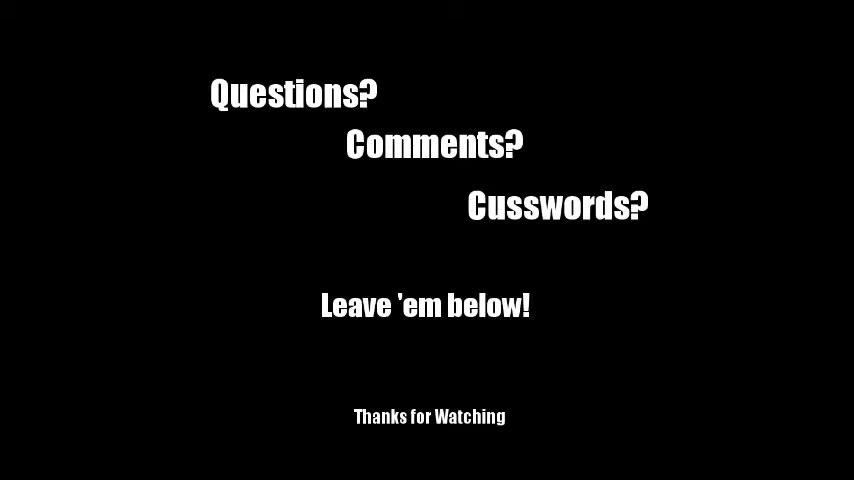 Questions?
Comments?
Cusswords?
Leave 'em below!
Thanks for Watching